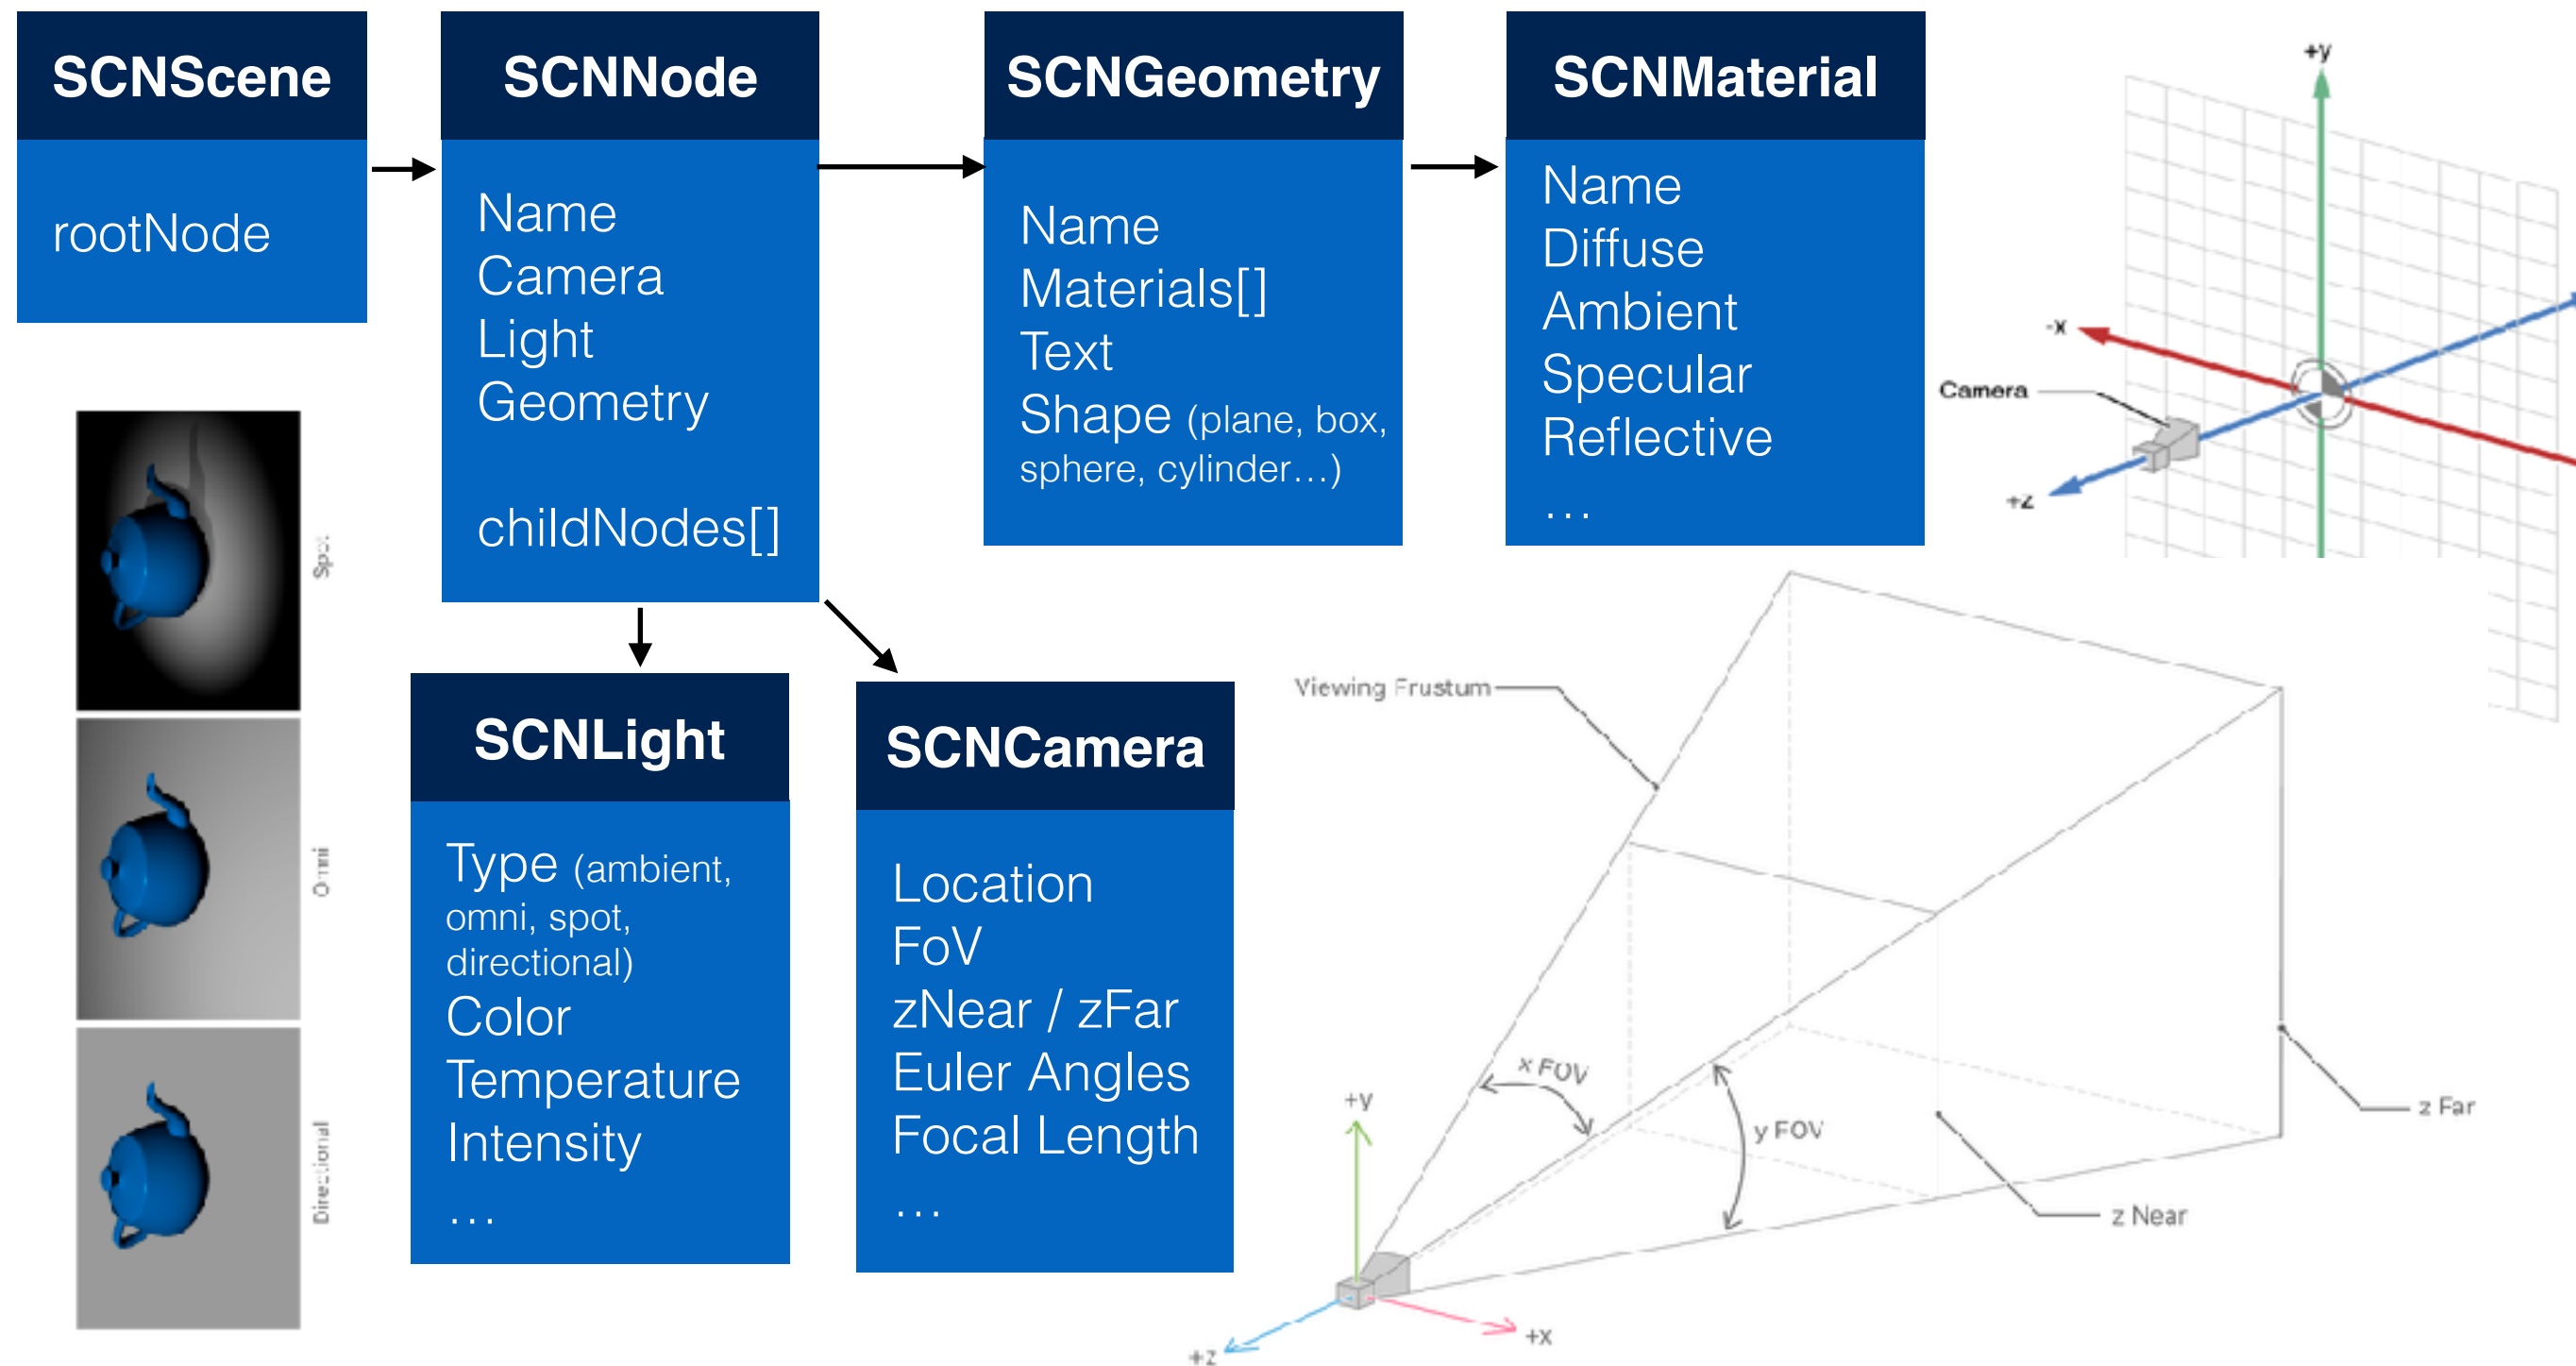 SCNScene
rootNode
SCNNode
Name
Camera
Light
Geometry
childNodes[]
SCNGeometry
Name
Materials[]
Text
Shape (plane, box,
sphere, cylinder...)
SCNMaterial
Name
Diffuse
Ambient
Specular
Reflective
...
+y
-x
Camera
+z
Spot
Omni
Directional
SCNLight
Type (ambient,
omni, spot,
directional)
Color
Temperature
Intensity
...
SCNCamera
Location
FoV
zNear / zFar
Euler Angles
Focal Length
...
Viewing Frustum
x FOV
y FOV
z Far
z Near
+y
+x
+z